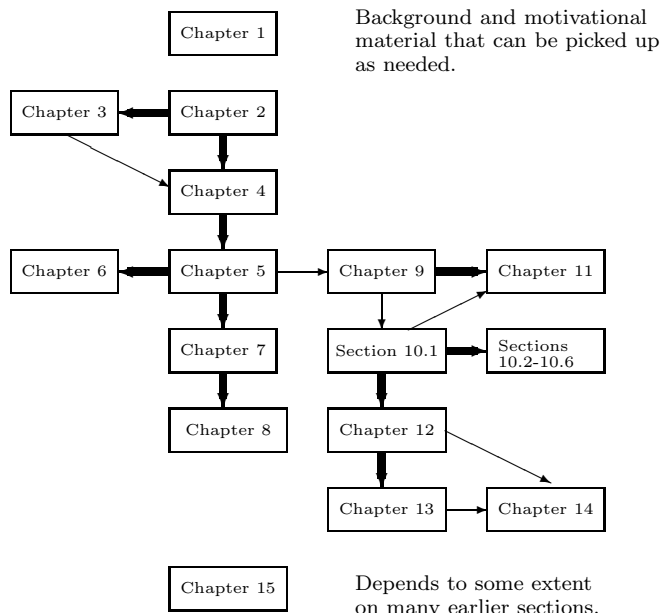 Chapter 1
Background and motivational
material that can be picked up
as needed.
Chapter 3
Chapter 2
Chapter 4
Chapter 6
Chapter 5
Chapter 9
Chapter 11
Chapter 7
Section 10.1
Sections
10.2-10.6
Chapter 8
Chapter 12
Chapter 13
Chapter 14
Chapter 15
Depends to some extent
on many earlier sections.